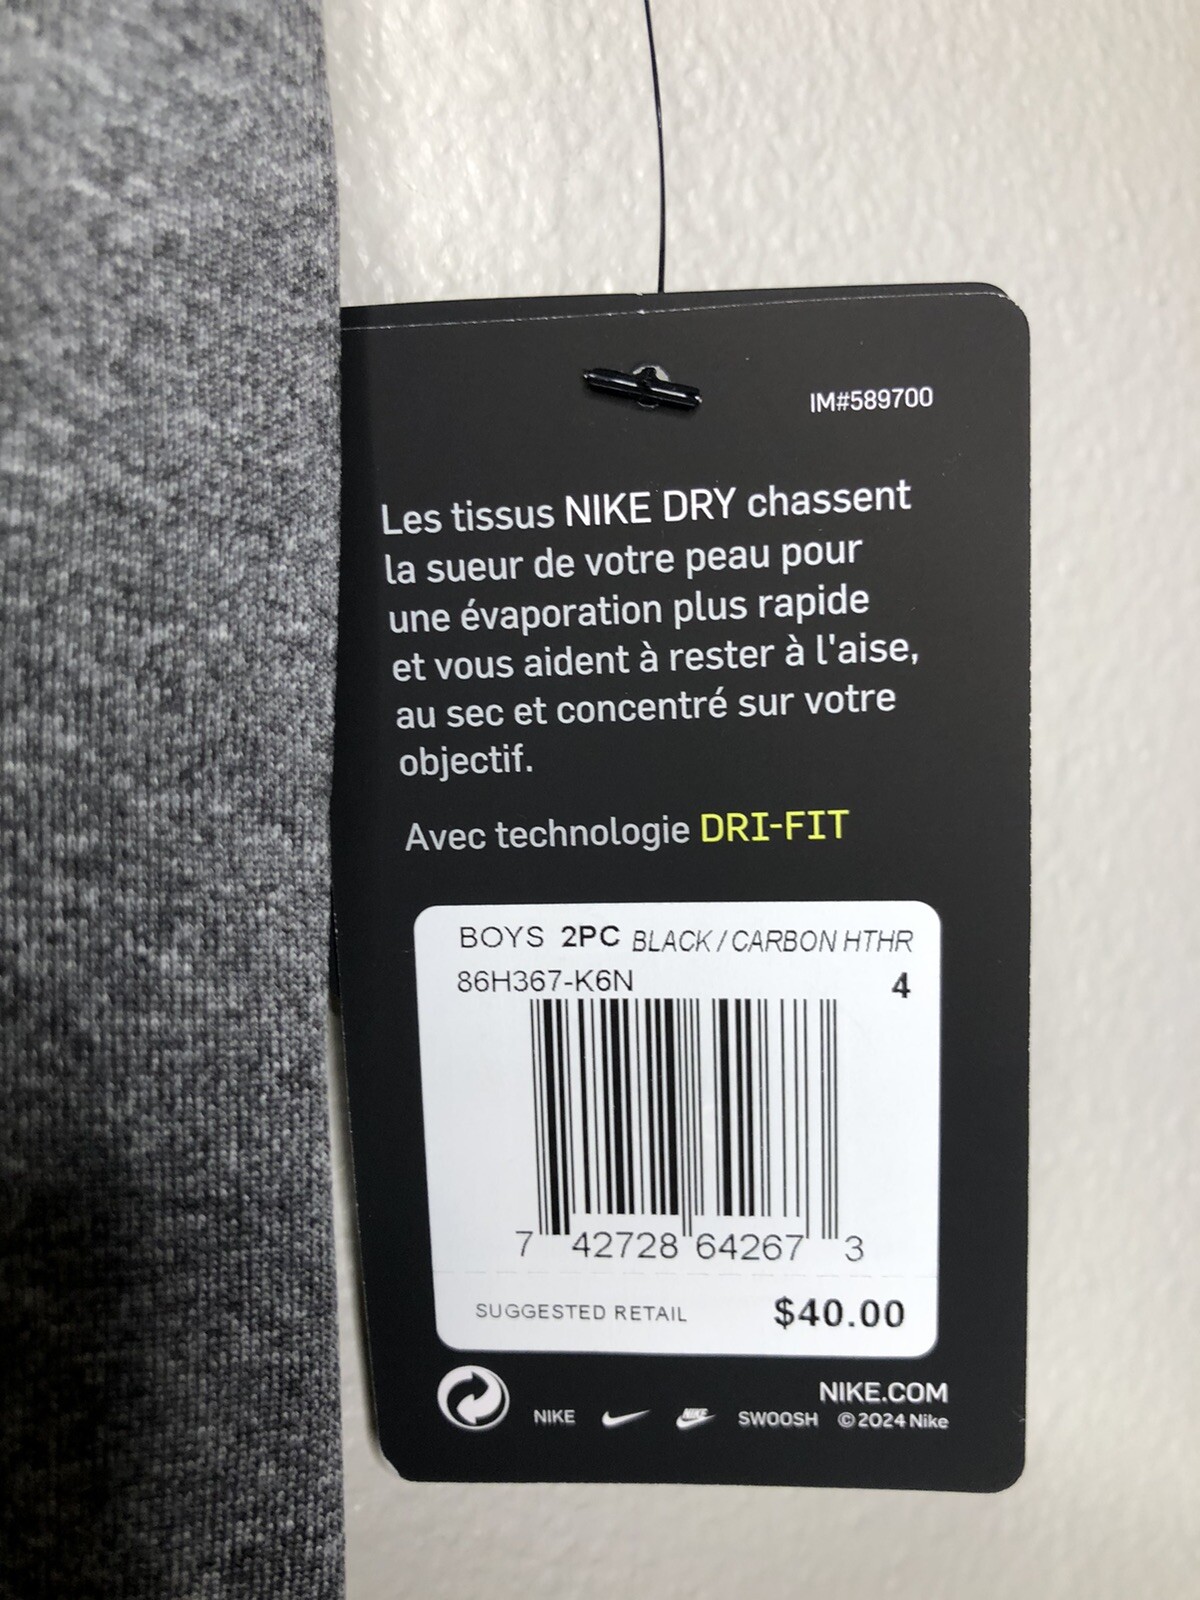 IM#589700
Les tissus NIKE DRY chassent
la sueur de votre peau pour
une évaporation plus rapide
et vous aident à rester à l'aise,
au sec et concentré sur votre
objectif.
Avec technologie DRI-FIT
BOYS 2PC BLACK/CARBON HTHR
86H367-K6N 4
7 42728 64267 3
SUGGESTED RETAIL $40.00
NIKE.COM
NIKE NIKE SWOOSH ©2024 Nike